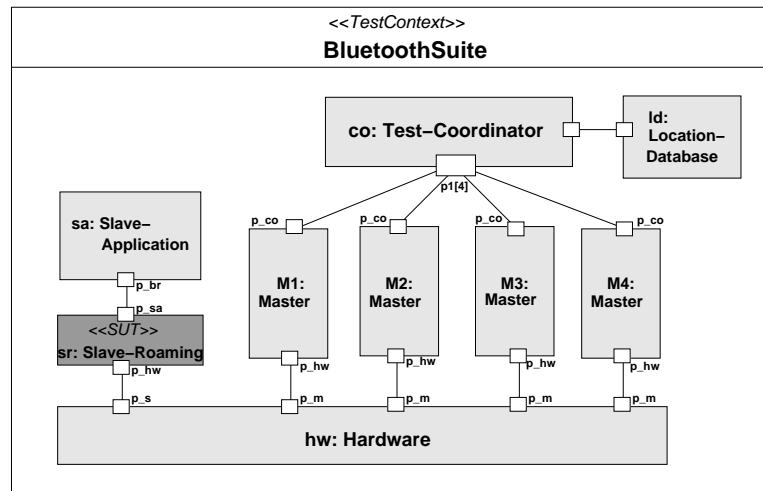 <<TestContext>>
BluetoothSuite
co: Test−Coordinator
ld:
Location−
Database
p1[4]
sa: Slave−
Application
p_br
p_sa
<<SUT>>
sr: Slave−Roaming
p_hw
p_s
p_co
p_co
p_co
p_co
M1:
Master
M2:
Master
M3:
Master
M4:
Master
p_hw
p_hw
p_hw
p_hw
p_m
p_m
p_m
p_m
hw: Hardware